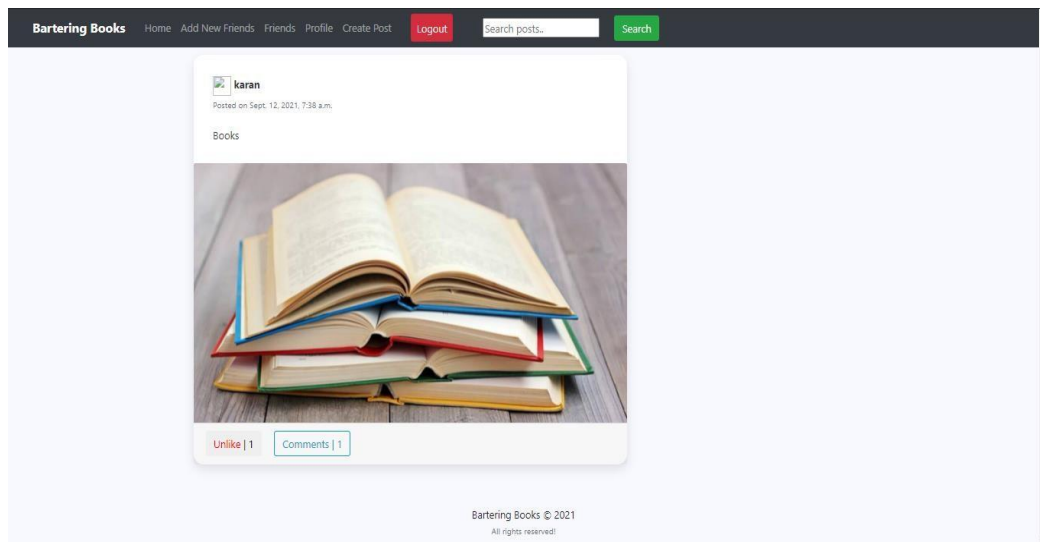 Bartering Books Home Add New Friends Friends Profile Create Post Logout Search posts.. Search
karan
Posted on Sept. 12, 2021, 7:38 a.m.
Books
Unlike | 1 Comments | 1
Bartering Books © 2021
All rights reserved!